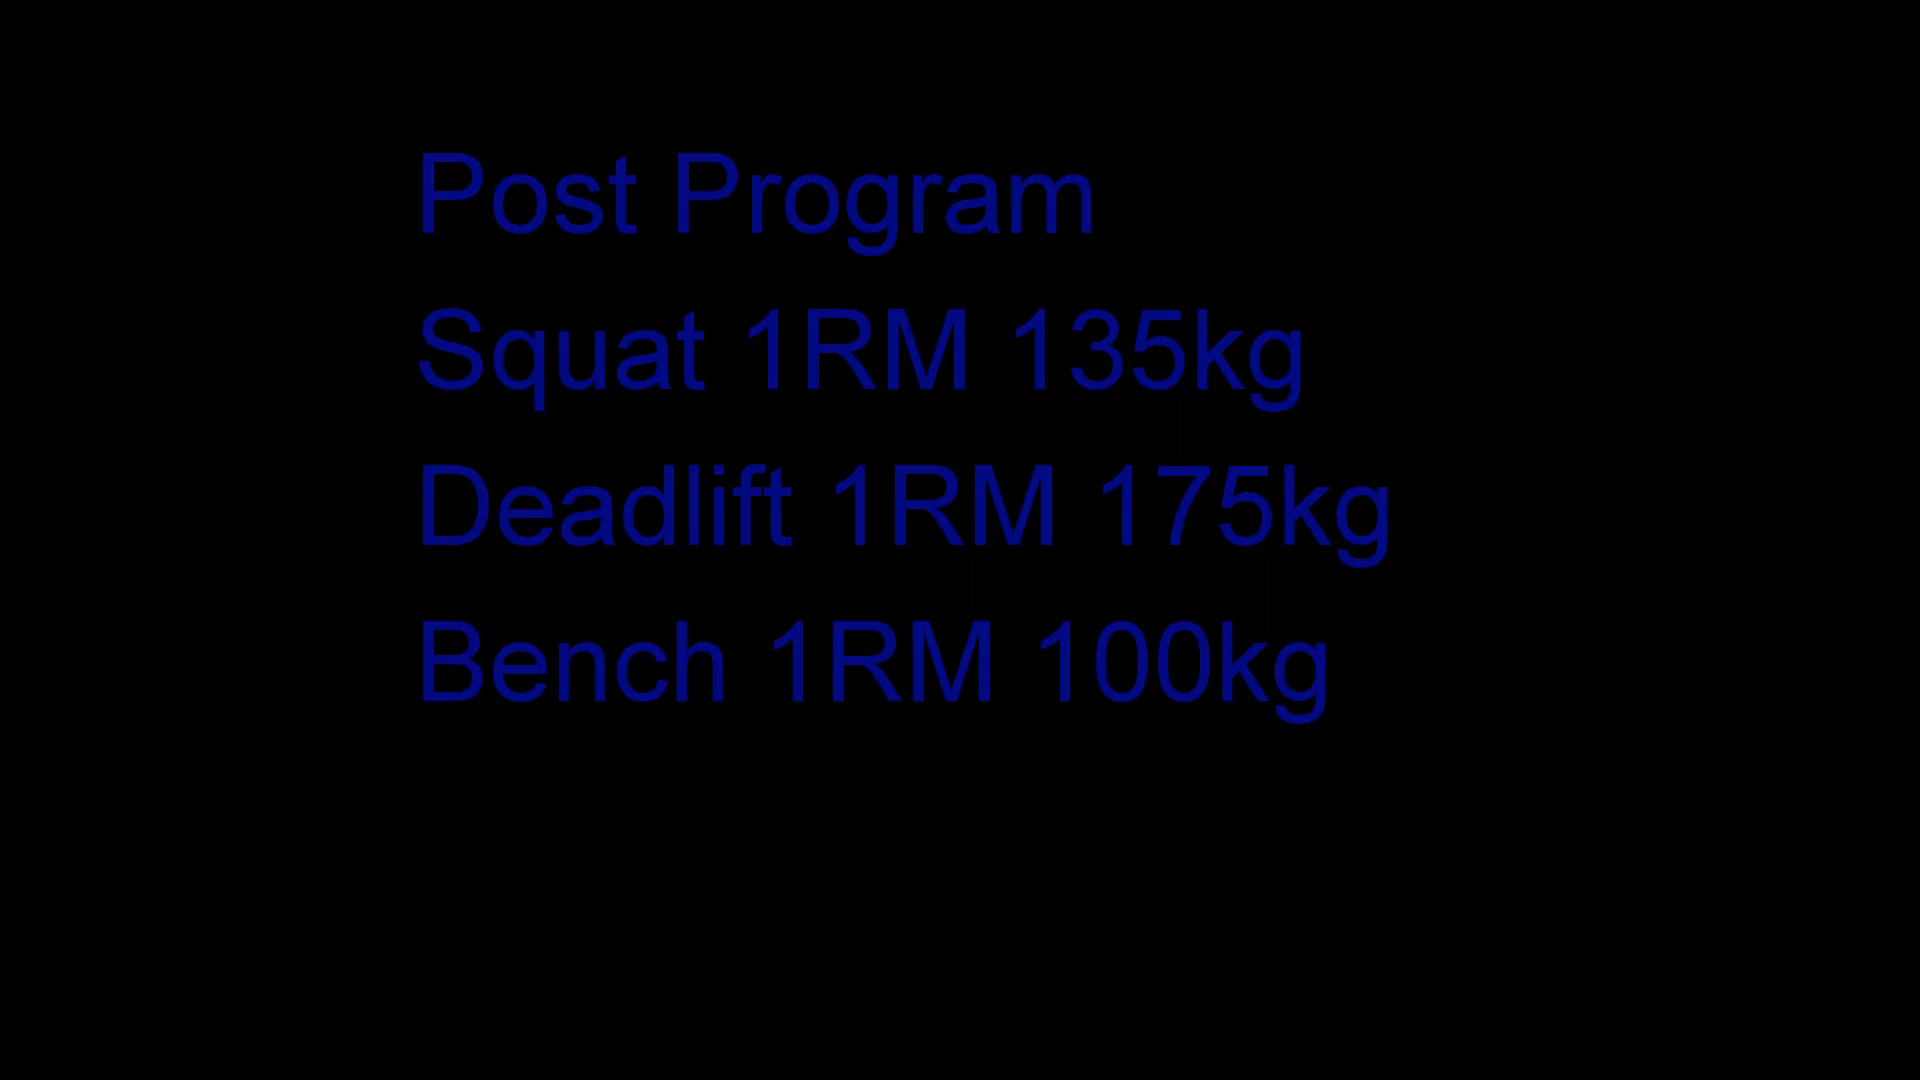 Post Program
Squat 1RM 135kg
Deadlift 1RM 175kg
Bench 1RM 100kg